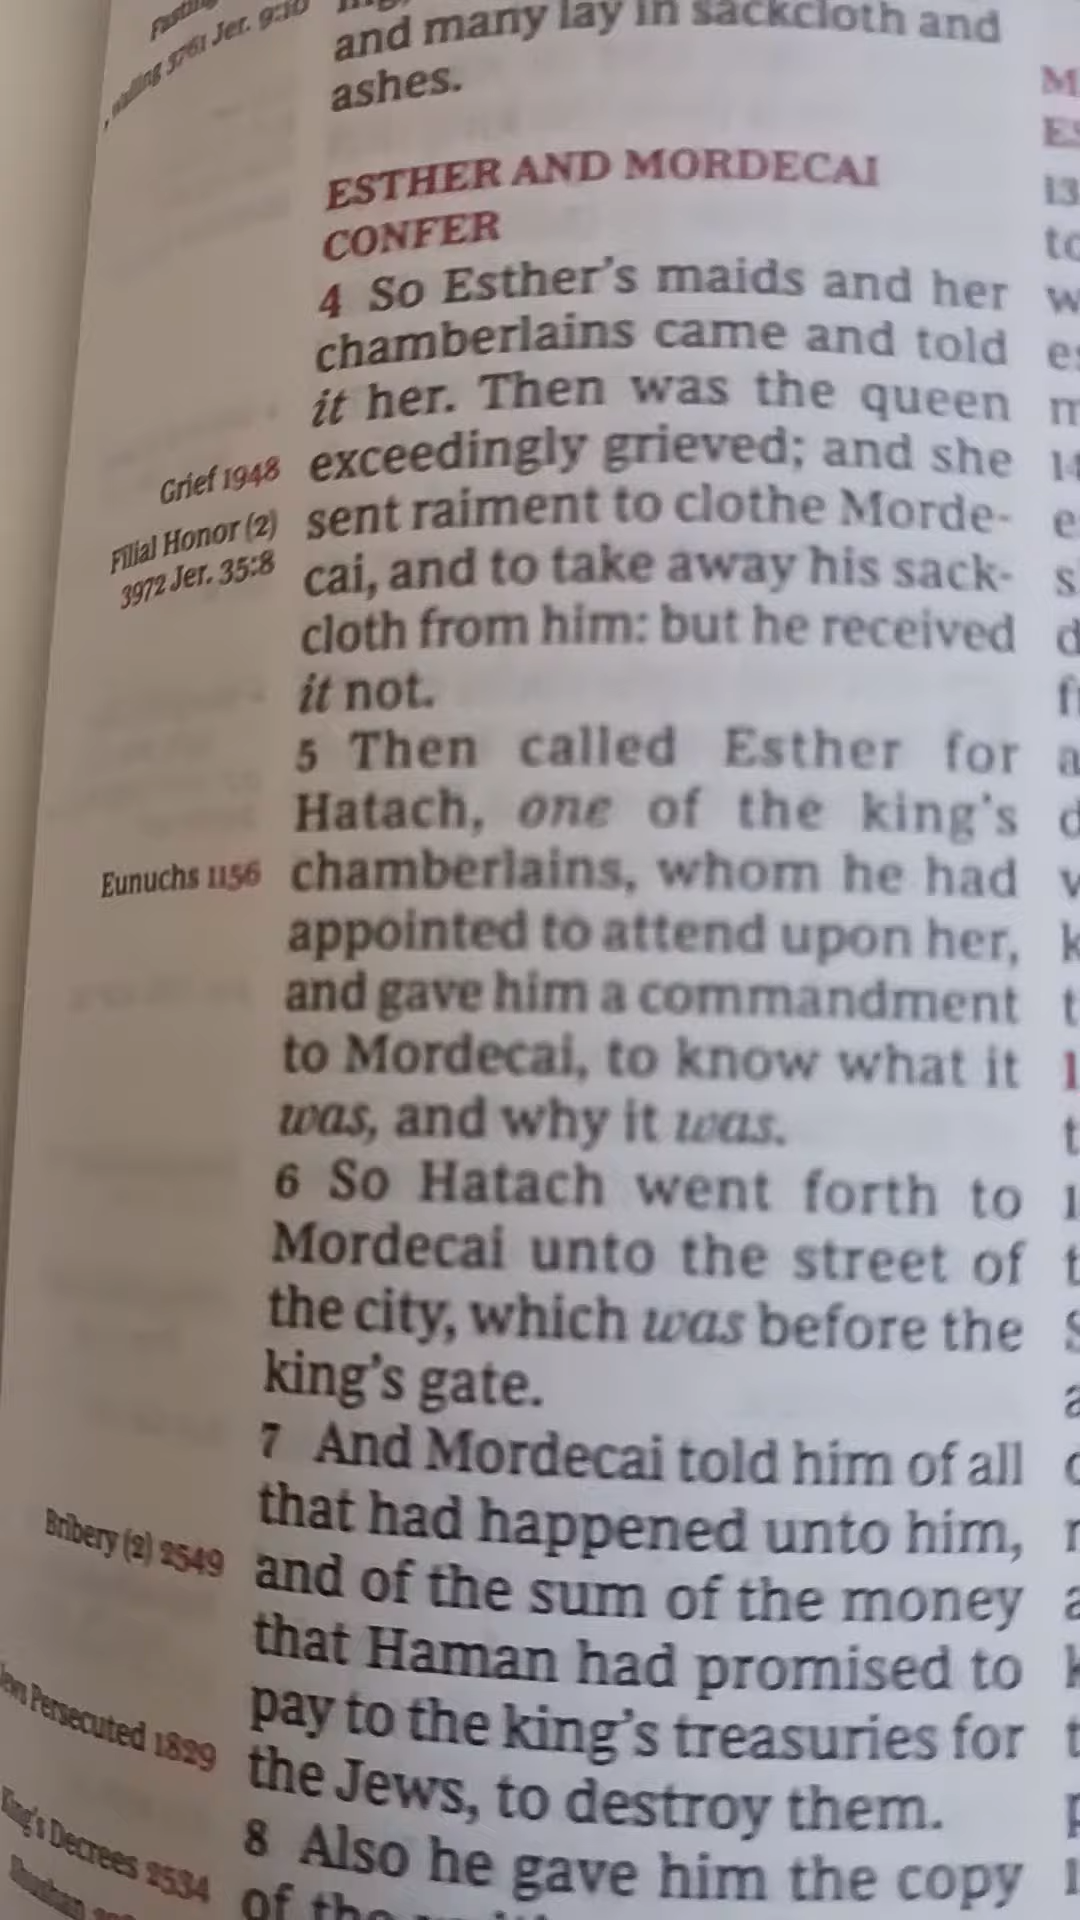 Jer. 9:10
and many lay in sackcloth and
wailing 3761
ashes.
ESTHER AND MORDECAI
CONFER
4 So Esther's maids and her
chamberlains came and told
it her. Then was the queen
Grief 1948
exceedingly grieved; and she
Filial Honor (2)
3972 Jer. 35:8
sent raiment to clothe Morde-
cai, and to take away his sack-
cloth from him: but he received
it not.
5 Then called Esther for
Hatach, one of the king's
Eunuchs 1156
chamberlains, whom he had
appointed to attend upon her,
and gave him a commandment
to Mordecai, to know what it
was, and why it was.
6 So Hatach went forth to
Mordecai unto the street of
the city, which was before the
king's gate.
7 And Mordecai told him of all
that had happened unto him,
Bribery (2) 2549
and of the sum of the money
that Haman had promised to
pay to the king's treasuries for
Persecuted 1829
the Jews, to destroy them.
King's Decrees 2534
8 Also he gave him the copy
of the